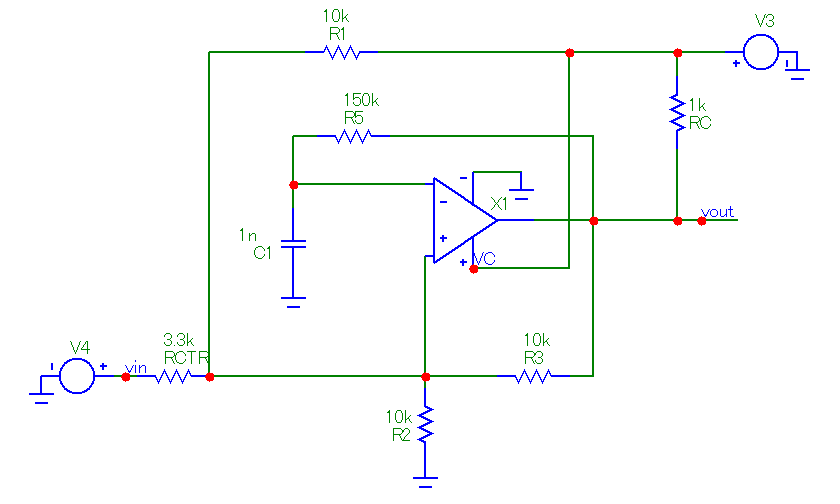 10k
R1
V3
150k
R5
1k
RC
X1
vout
1n
C1
VC
V4
vin
3.3k
RCTR
10k
R3
10k
R2